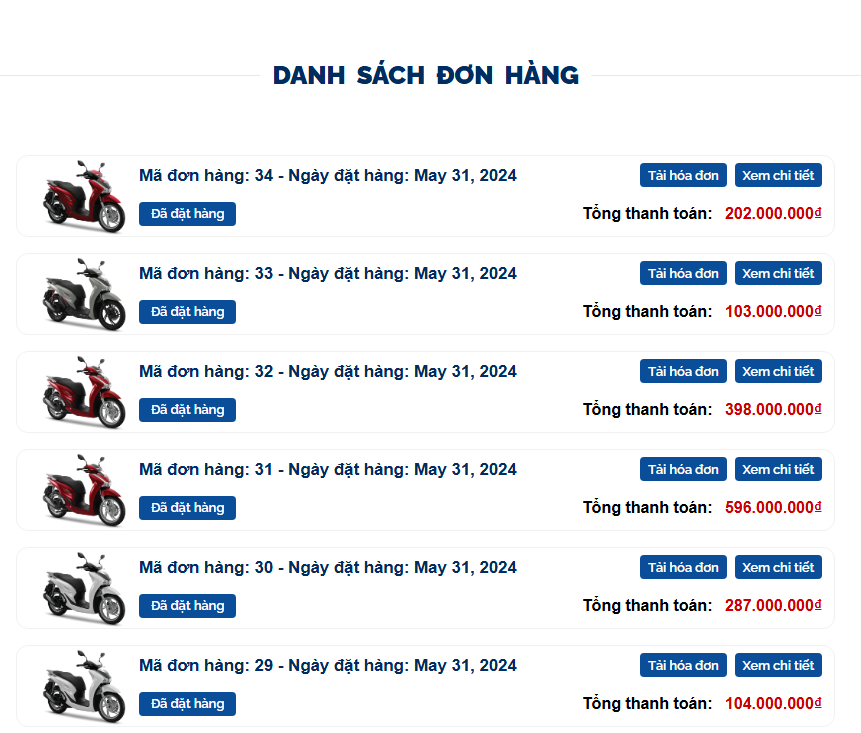 DANH SÁCH ĐƠN HÀNG
Mã đơn hàng: 34 - Ngày đặt hàng: May 31, 2024 Tải hóa đơn Xem chi tiết
Đã đặt hàng Tổng thanh toán: 202.000.000₫
Mã đơn hàng: 33 - Ngày đặt hàng: May 31, 2024 Tải hóa đơn Xem chi tiết
Đã đặt hàng Tổng thanh toán: 103.000.000₫
Mã đơn hàng: 32 - Ngày đặt hàng: May 31, 2024 Tải hóa đơn Xem chi tiết
Đã đặt hàng Tổng thanh toán: 398.000.000₫
Mã đơn hàng: 31 - Ngày đặt hàng: May 31, 2024 Tải hóa đơn Xem chi tiết
Đã đặt hàng Tổng thanh toán: 596.000.000₫
Mã đơn hàng: 30 - Ngày đặt hàng: May 31, 2024 Tải hóa đơn Xem chi tiết
Đã đặt hàng Tổng thanh toán: 287.000.000₫
Mã đơn hàng: 29 - Ngày đặt hàng: May 31, 2024 Tải hóa đơn Xem chi tiết
Đã đặt hàng Tổng thanh toán: 104.000.000₫